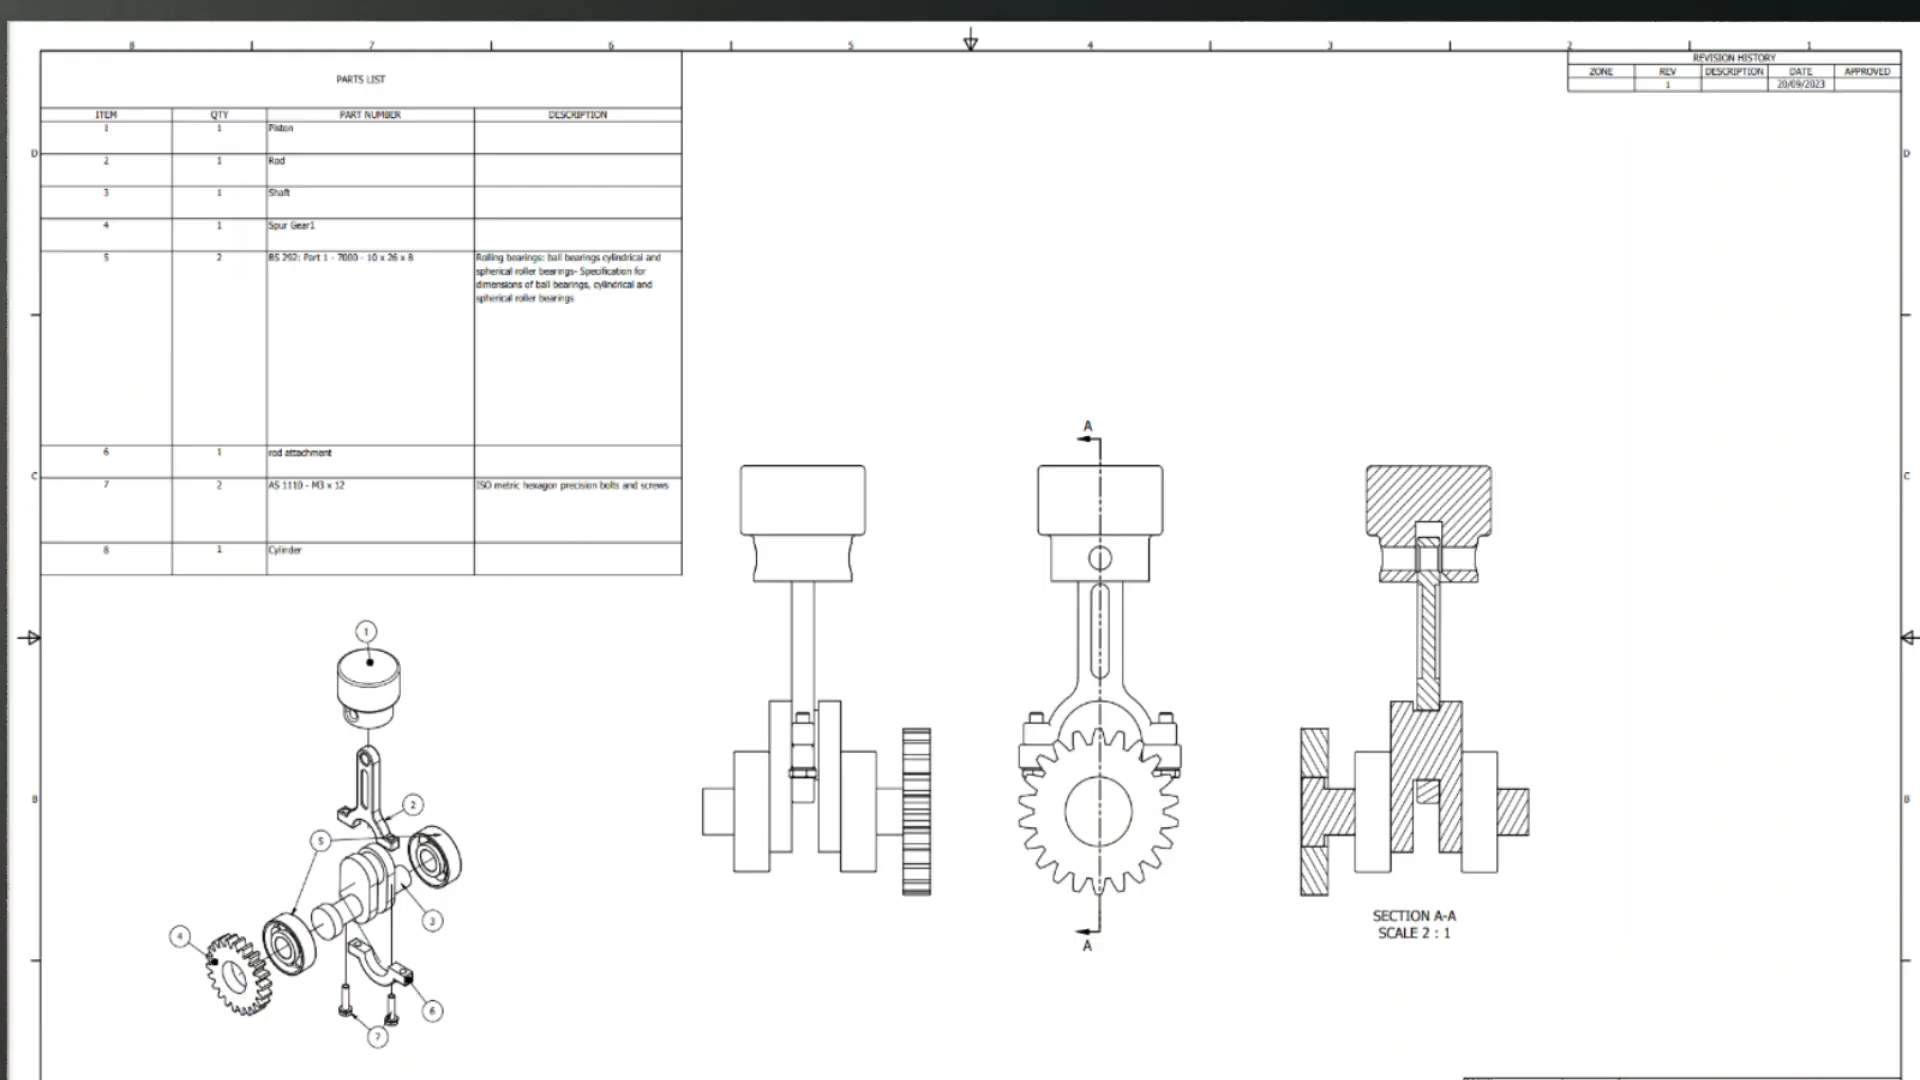 8 7 6 5 4 3 2 1
PARTS LIST
ITEM QTY PART NUMBER DESCRIPTION
1 1 Piston
2 1 Rod
3 1 Shaft
4 1 Spur Gear1
5 2 BS 292: Part 1 - 7000 - 10 x 26 x 8 Rolling bearings: ball bearings cylindrical and
spherical roller bearings- Specification for
dimensions of ball bearings, cylindrical and
spherical roller bearings
6 1 rod attachment
7 2 AS 1110 - M3 x 12 ISO metric hexagon precision bolts and screws
8 1 Cylinder
REVISION HISTORY
ZONE REV DESCRIPTION DATE APPROVED
1 20/09/2023
D D
C C
B B
1
2
5
3
4
6
7
A
A
SECTION A-A
SCALE 2 : 1